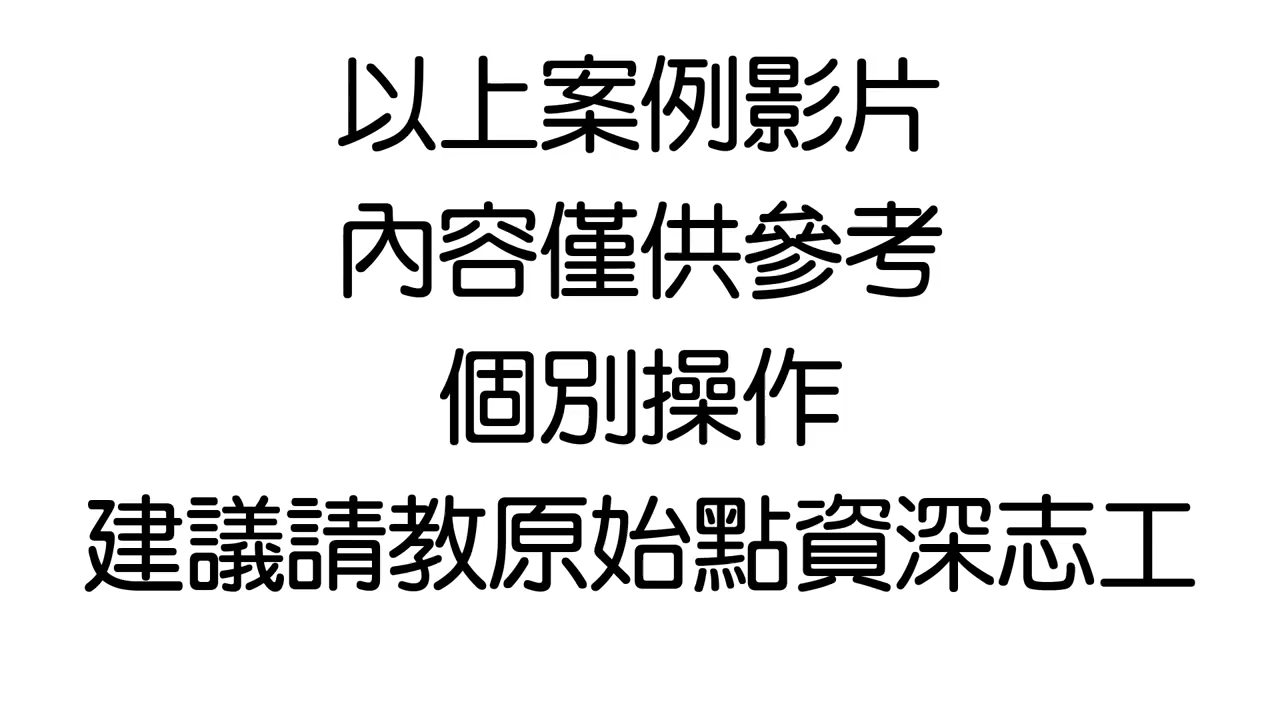 以上案例影片
內容僅供參考
個別操作
建議請教原始點資深志工